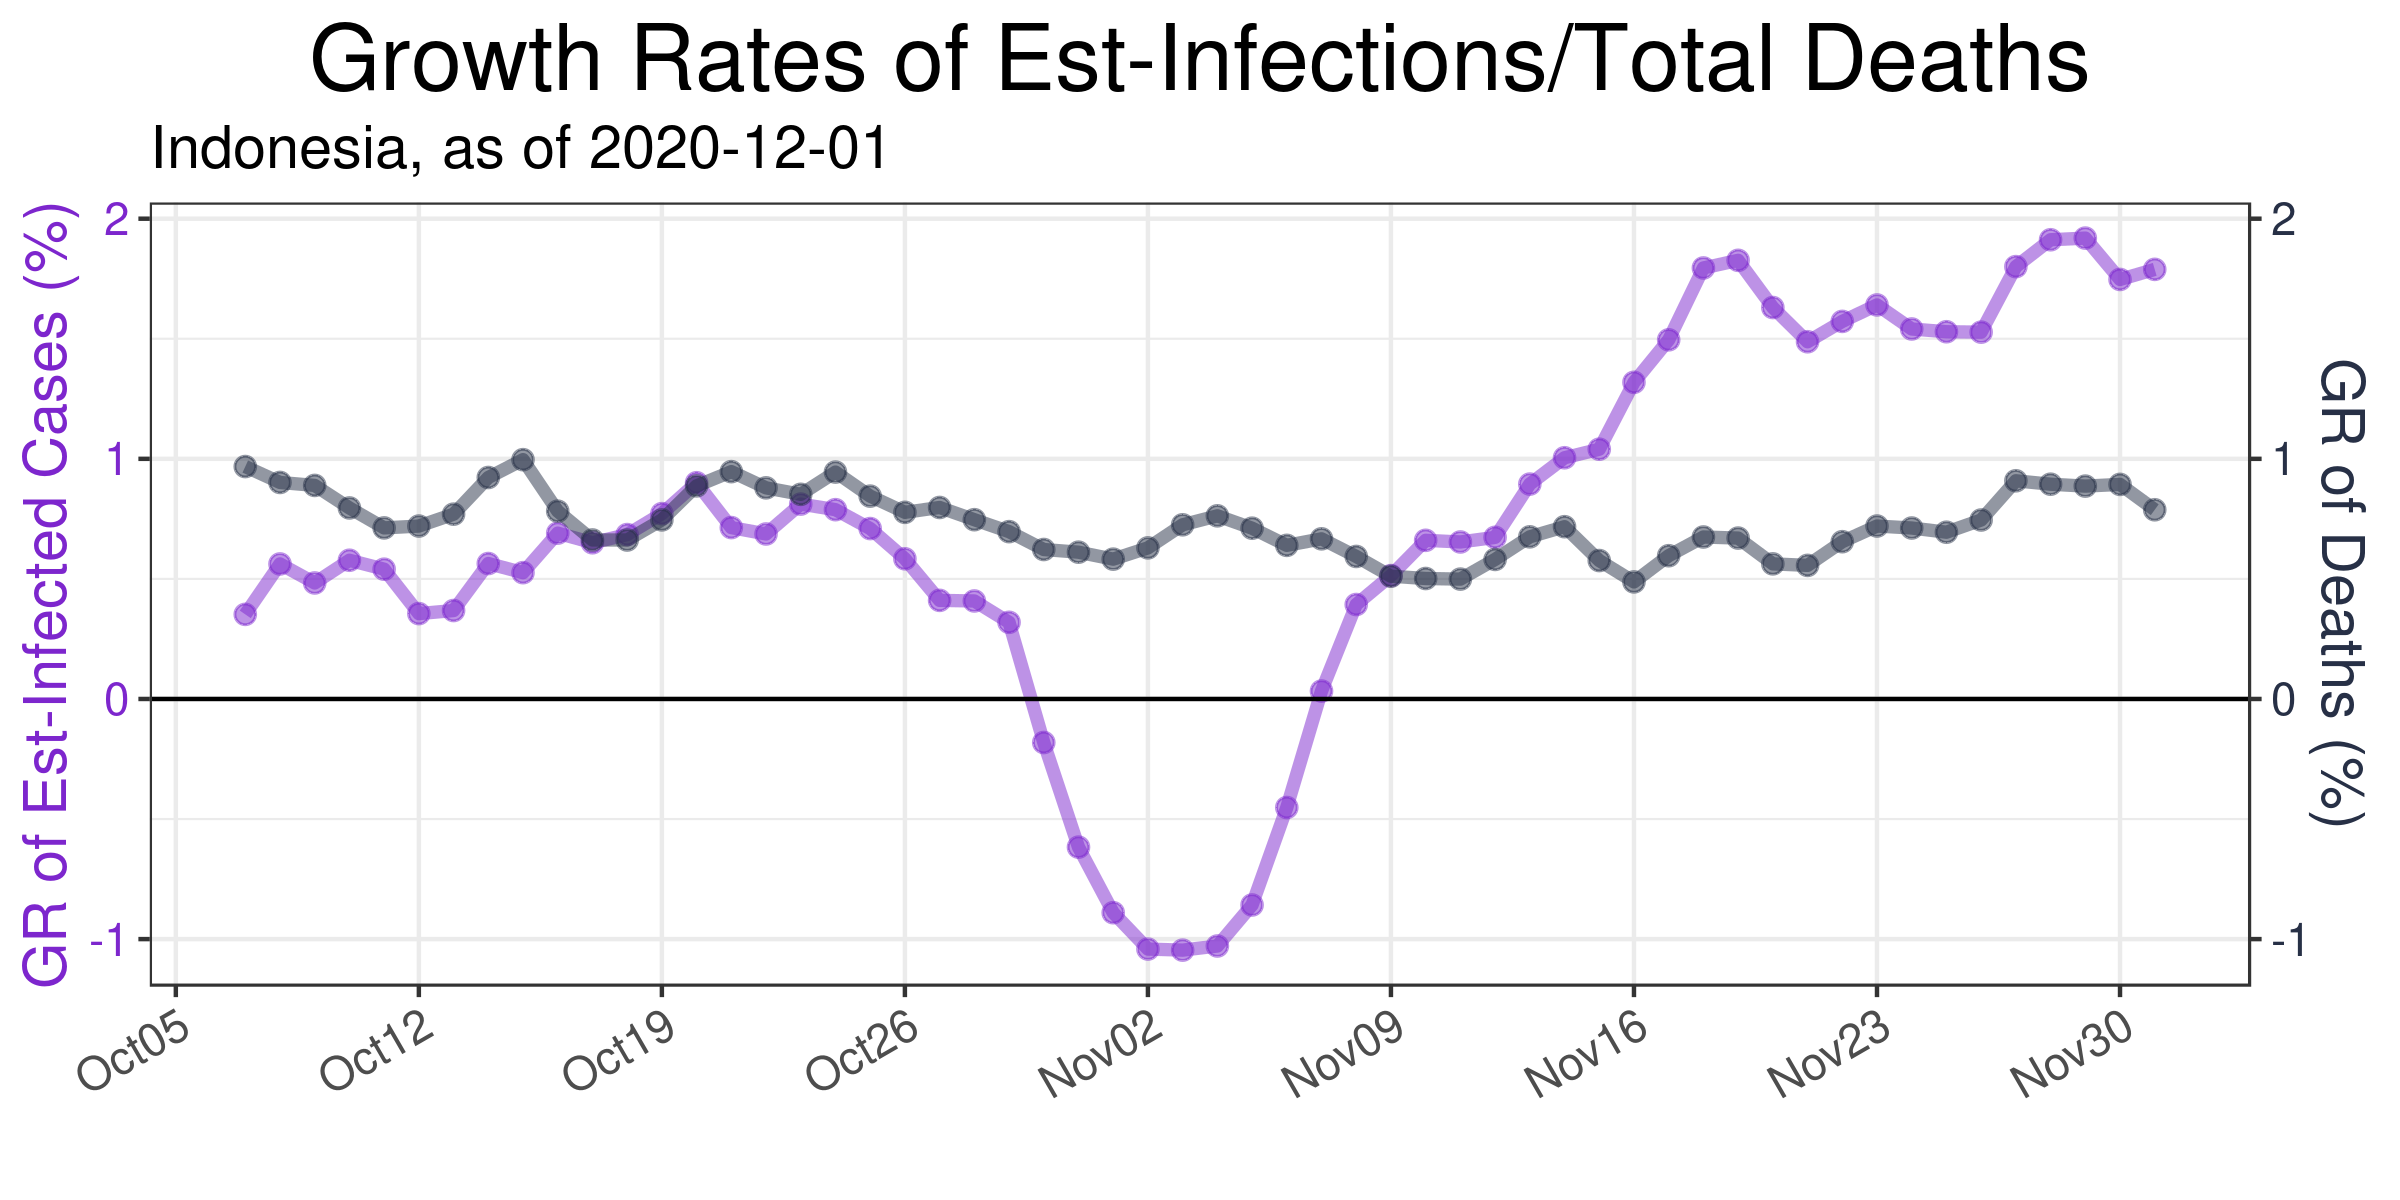 Growth Rates of Est-Infections/Total Deaths
Indonesia, as of 2020-12-01
GR of Est-Infected Cases (%)
2
1
0
-1
2
1
0
-1
GR of Deaths (%)
Oct05
Oct12
Oct19
Oct26
Nov02
Nov09
Nov16
Nov23
Nov30